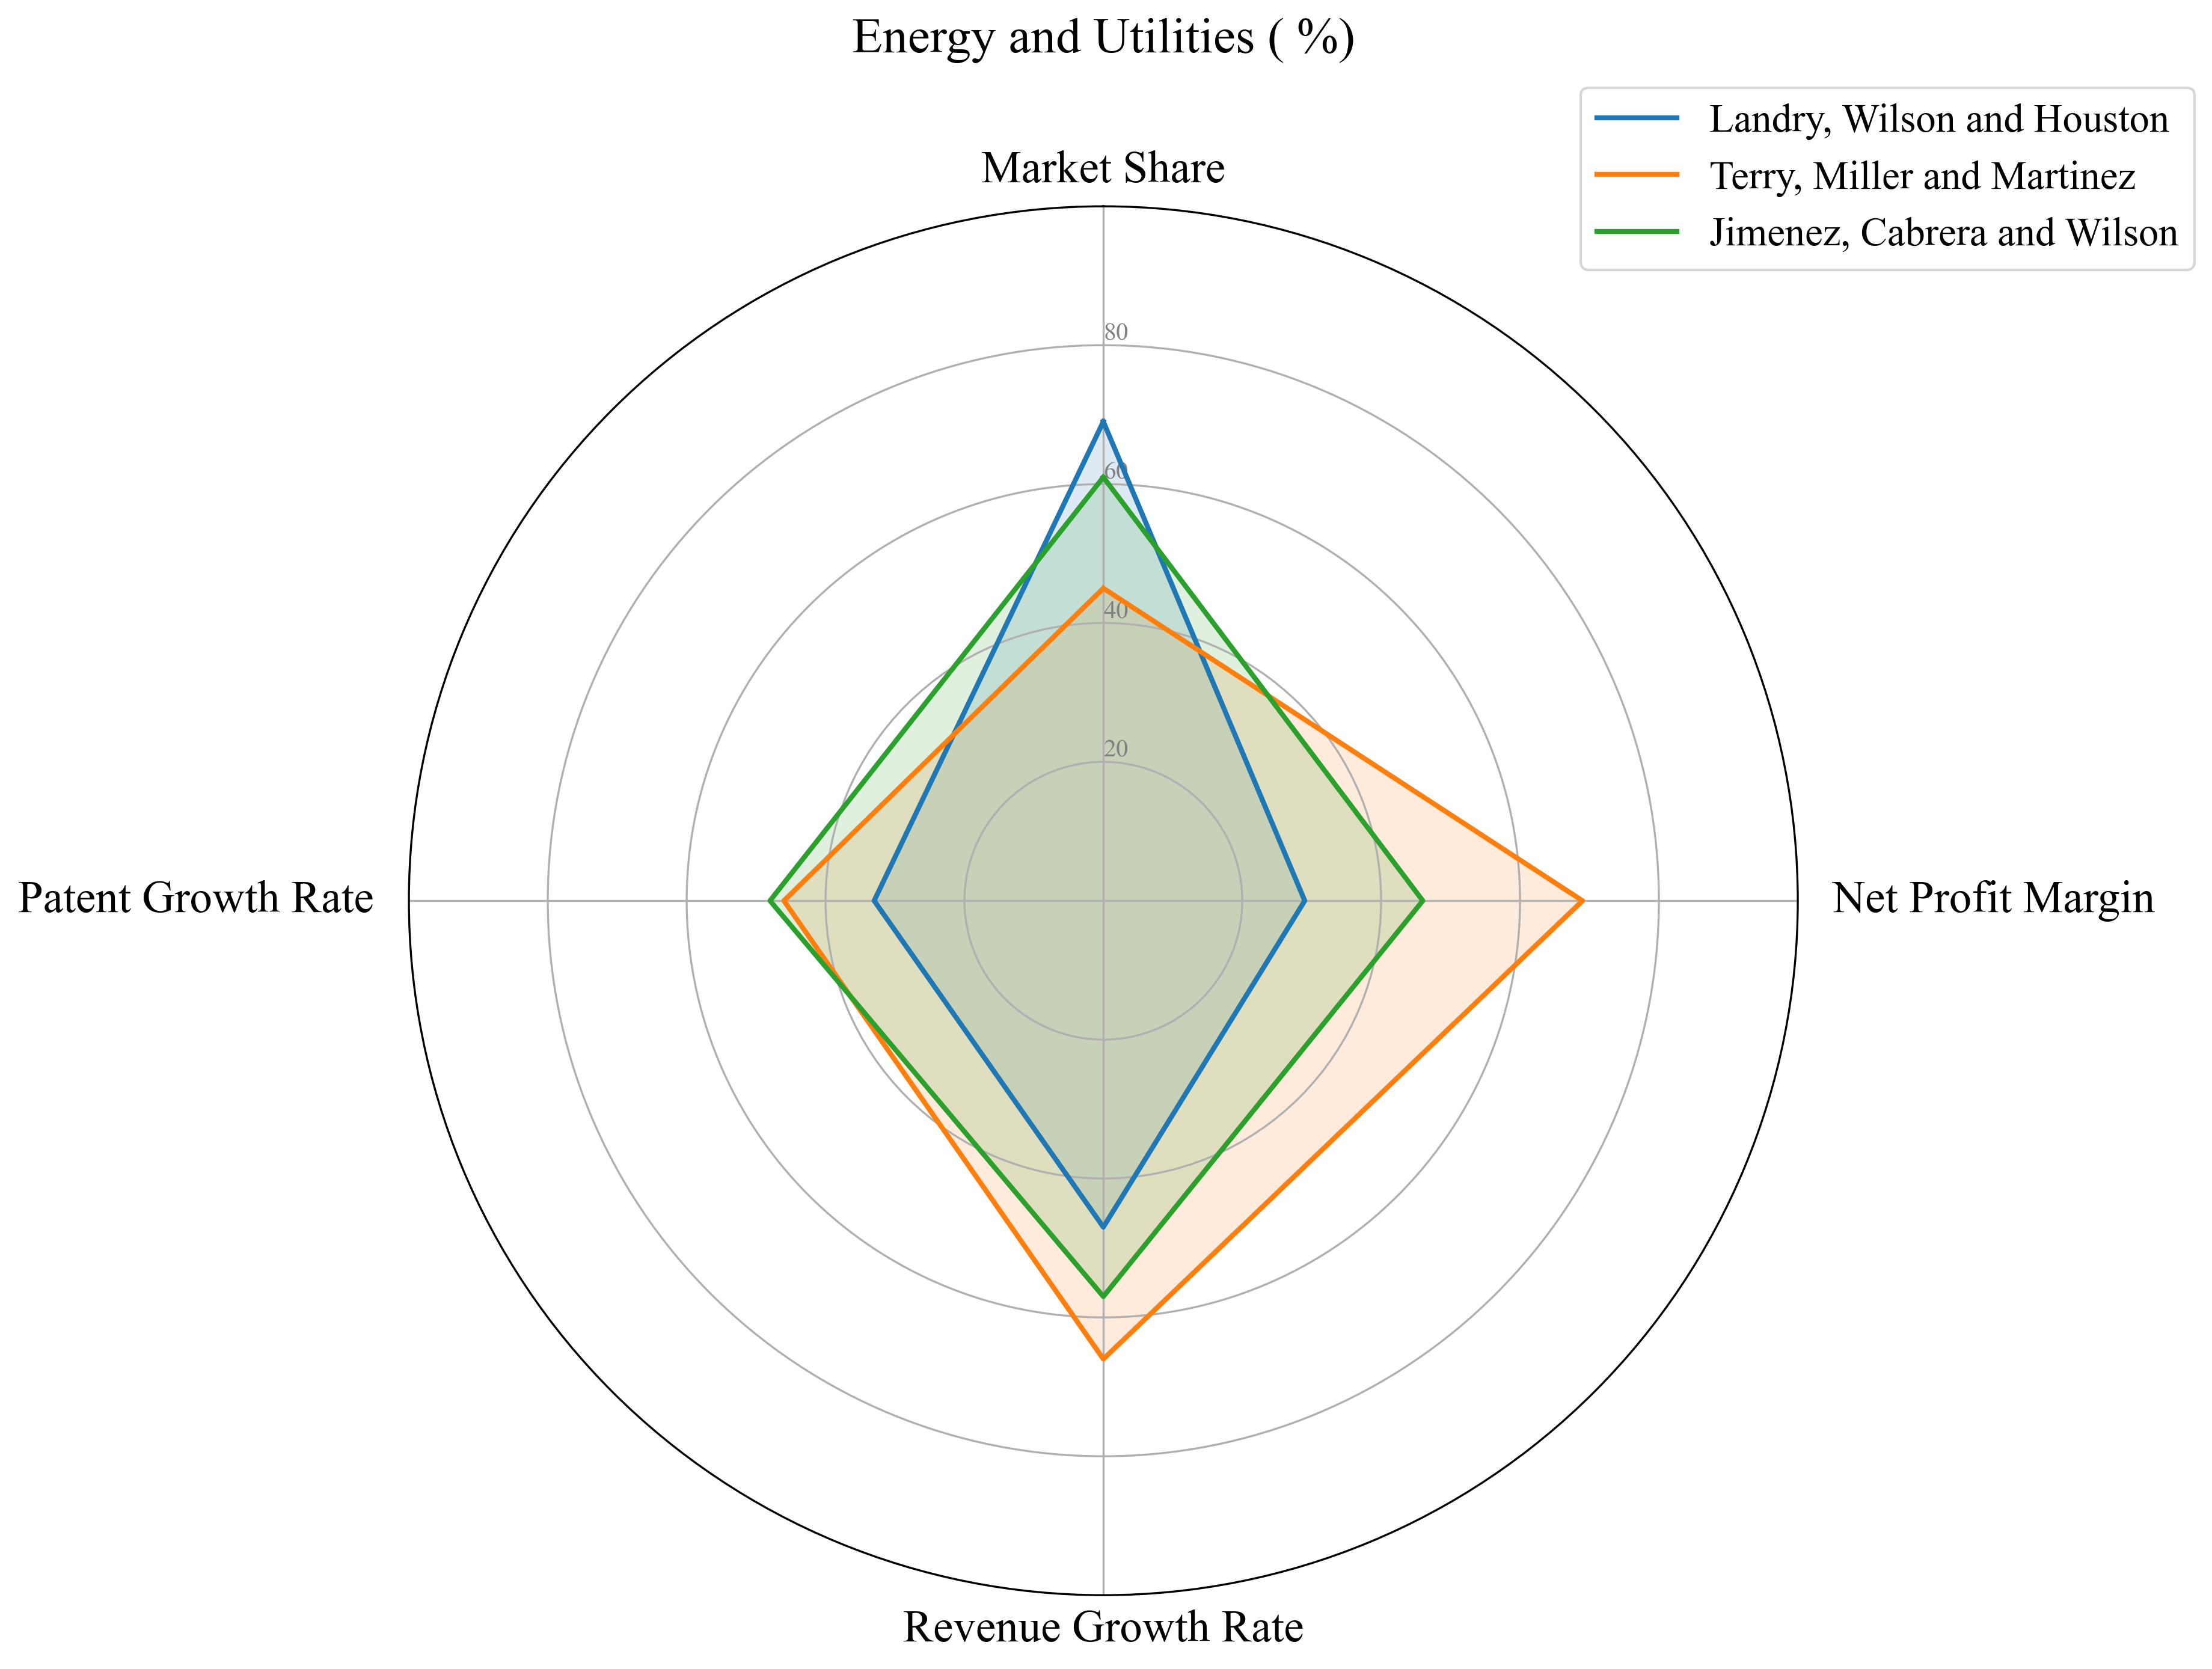 Energy and Utilities ( %)
Landry, Wilson and Houston
Terry, Miller and Martinez
Jimenez, Cabrera and Wilson
Market Share
80
60
40
20
Patent Growth Rate
Net Profit Margin
Revenue Growth Rate